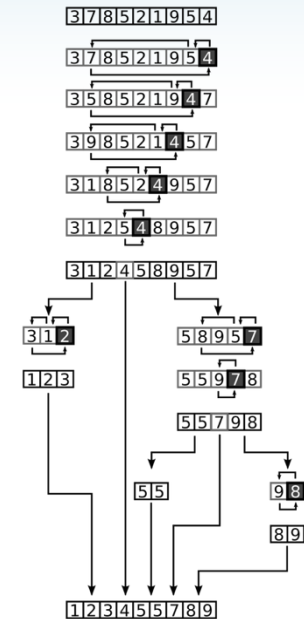 3 7 8 5 2 1 9 5 4
3 7 8 5 2 1 9 5 4
3 5 8 5 2 1 9 4 7
3 9 8 5 2 1 4 5 7
3 1 8 5 2 4 9 5 7
3 1 2 5 4 8 9 5 7
3 1 2 4 5 8 9 5 7
3 1 2
5 8 9 5 7
1 2 3
5 5 9 7 8
5 5 7 9 8
5 5
9 8
8 9
1 2 3 4 5 5 7 8 9